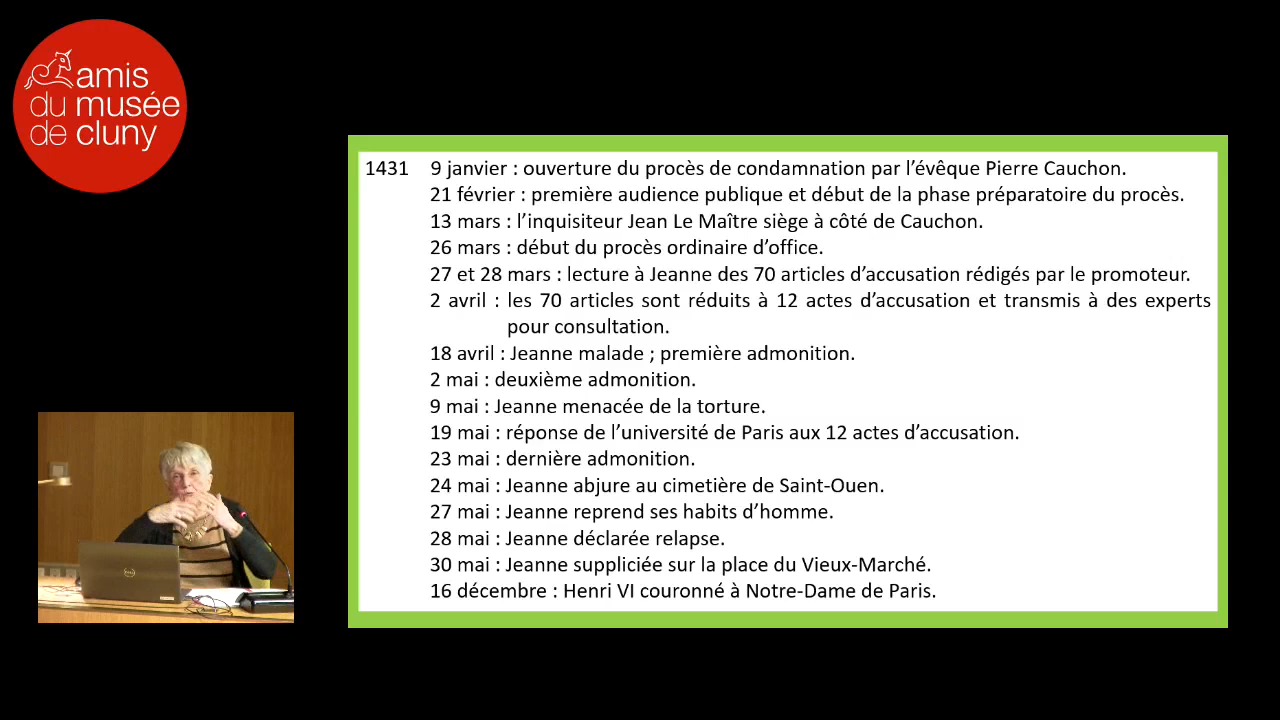 amis
du musée
de cluny
1431 9 janvier : ouverture du procès de condamnation par l’évêque Pierre Cauchon.
21 février : première audience publique et début de la phase préparatoire du procès.
13 mars : l’inquisiteur Jean Le Maître siège à côté de Cauchon.
26 mars : début du procès ordinaire d’office.
27 et 28 mars : lecture à Jeanne des 70 articles d’accusation rédigés par le promoteur.
2 avril : les 70 articles sont réduits à 12 actes d’accusation et transmis à des experts
pour consultation.
18 avril : Jeanne malade ; première admonition.
2 mai : deuxième admonition.
9 mai : Jeanne menacée de la torture.
19 mai : réponse de l’université de Paris aux 12 actes d’accusation.
23 mai : dernière admonition.
24 mai : Jeanne abjure au cimetière de Saint-Ouen.
27 mai : Jeanne reprend ses habits d’homme.
28 mai : Jeanne déclarée relapse.
30 mai : Jeanne suppliciée sur la place du Vieux-Marché.
16 décembre : Henri VI couronné à Notre-Dame de Paris.